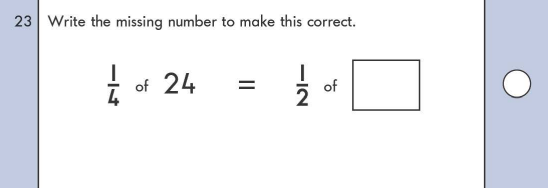 23 Write the missing number to make this correct.
1/4 of 24 = 1/2 of